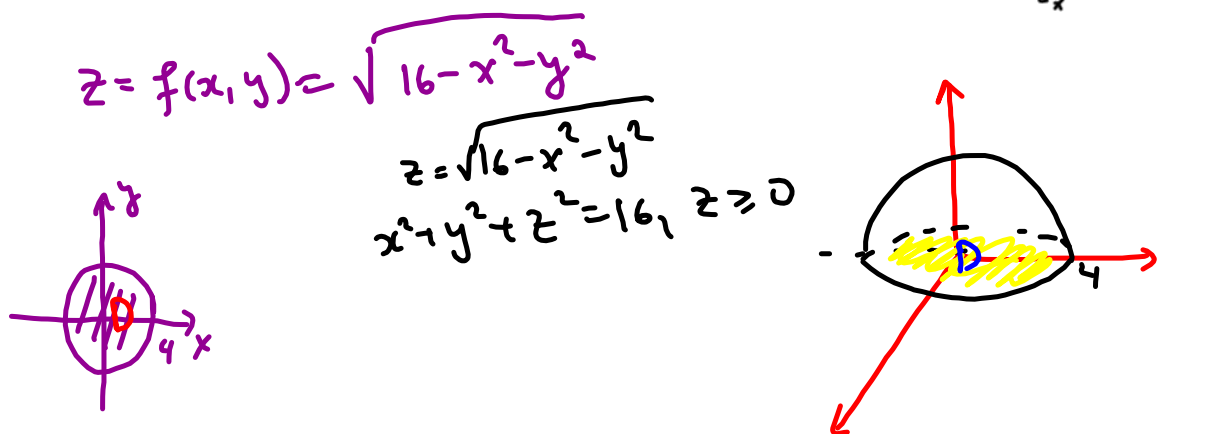 z = f(x, y) = √(16 - x² - y²)
z = √(16 - x² - y²)
x² + y² + z² = 16, z ≥ 0
y
D
4
x
D
4